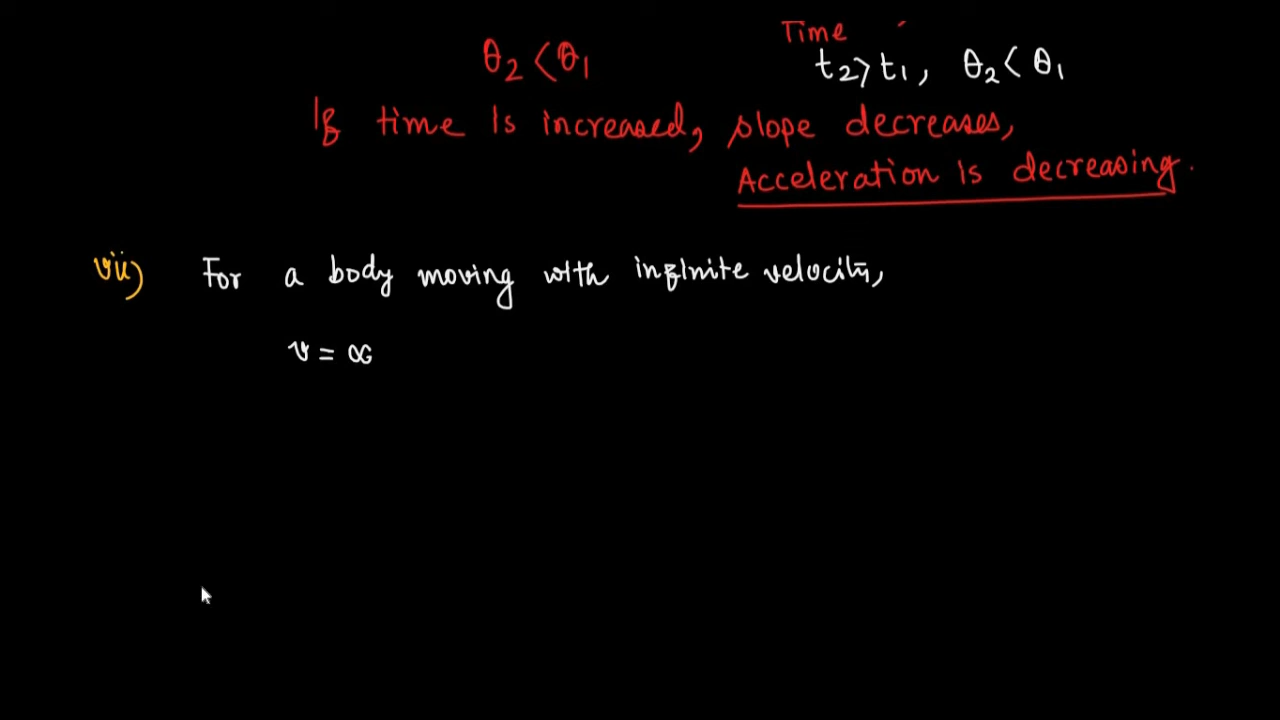 Time
θ₂ < θ₁
t₂ > t₁, θ₂ < θ₁
If time is increased, slope decreases,
Acceleration is decreasing.
vii) For a body moving with infinite velocity,
v = ∞